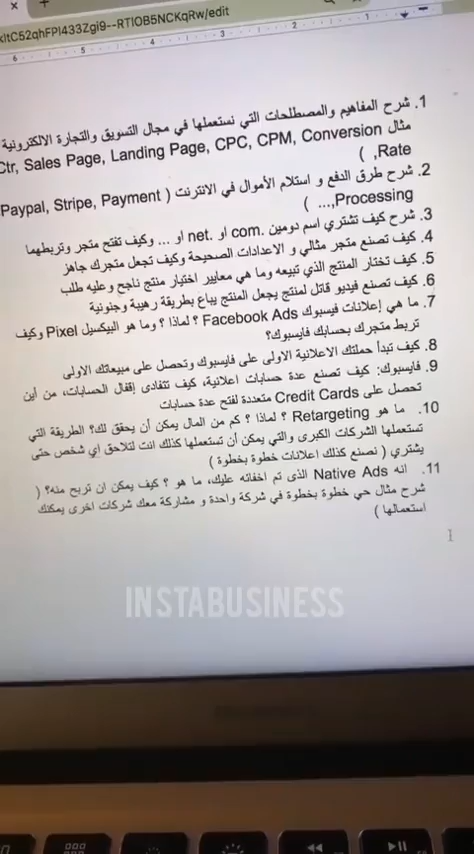 xItC52qhFPI433Zgi9--RTIOB5NCKqRw/edit
1. شرح المفاهيم والمصطلحات التي نستعملها في مجال التسويق والتجارة الالكترونية
مثال Ctr, Sales Page, Landing Page, CPC, CPM, Conversion
Rate, )
2. شرح طرق الدفع و استلام الأموال في الانترنت ( Paypal, Stripe, Payment
Processing,... )
3. شرح كيف تشتري اسم دومين .com او .net او ... وكيف تفتح متجر وتربطهما
4. كيف تصنع متجر مثالي و الاعدادات الصحيحة وكيف تجعل متجرك جاهز
5. كيف تختار المنتج الذي تبيعه وما هي معايير اختيار منتج ناجح وعليه طلب
6. كيف تصنع فيديو قاتل لمنتج يجعل المنتج يباع بطريقة رهيبة وجنونية
7. ما هي إعلانات فيسبوك Facebook Ads ؟ لماذا ؟ وما هو البيكسيل Pixel وكيف
تربط متجرك بحسابك فايسبوك؟
8. كيف تبدأ حملتك الاعلانية الاولى على فايسبوك وتحصل على مبيعاتك الاولى
9. فايسبوك: كيف تصنع عدة حسابات اعلانية، كيف تتفادى إقفال الحسابات، من أين
تحصل على Credit Cards متعددة لفتح عدة حسابات
10. ما هو Retargeting ؟ لماذا ؟ كم من المال يمكن أن يحقق لك؟ الطريقة التي
تستعملها الشركات الكبرى والتي يمكن أن تستعملها كذلك انت لتلاحق اي شخص حتى
يشتري ( نصنع كذلك اعلانات خطوة بخطوة )
11. انه Native Ads الذي تم اخفائه عليك، ما هو ؟ كيف يمكن ان تربح منه؟ (
شرح مثال حي خطوة بخطوة في شركة واحدة و مشاركة معك شركات اخرى يمكنك
استعمالها )
INSTABUSINESS